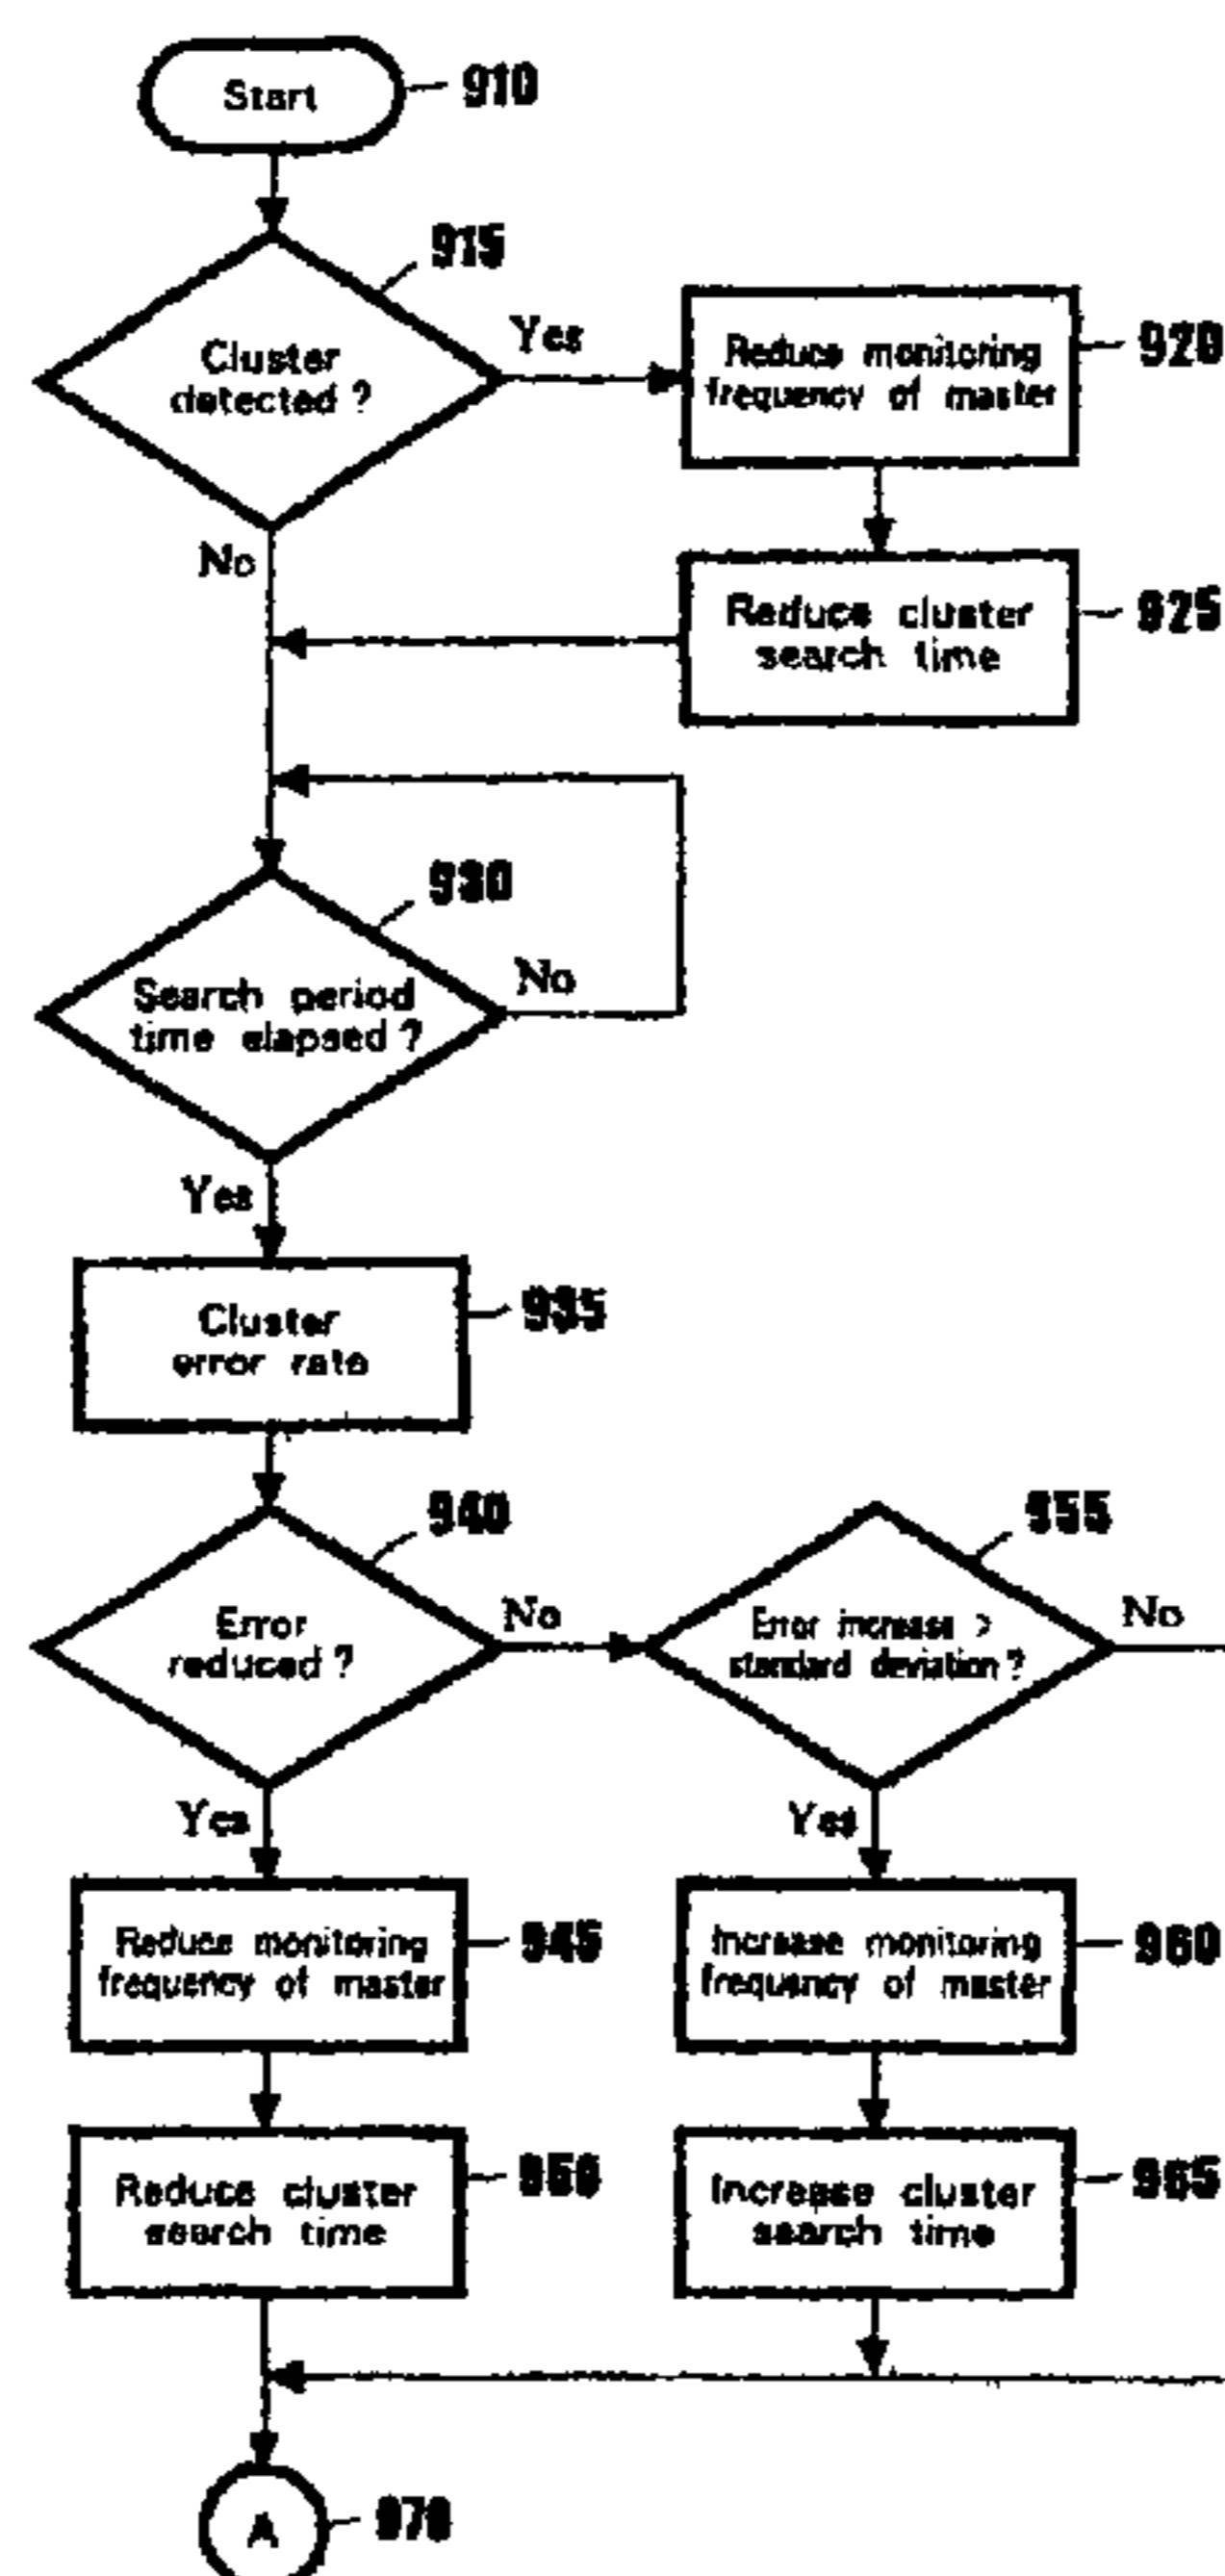 Start
910
915
Cluster
detected ?
Yes
Reduce monitoring
frequency of master
920
No
Reduce cluster
search time
925
930
Search period
time elapsed ?
No
Yes
Cluster
error rate
935
940
Error
reduced ?
No
955
Error increase >
standard deviation ?
No
Yes
Yes
Reduce monitoring
frequency of master
945
Increase monitoring
frequency of master
960
Reduce cluster
search time
950
Increase cluster
search time
965
A
970